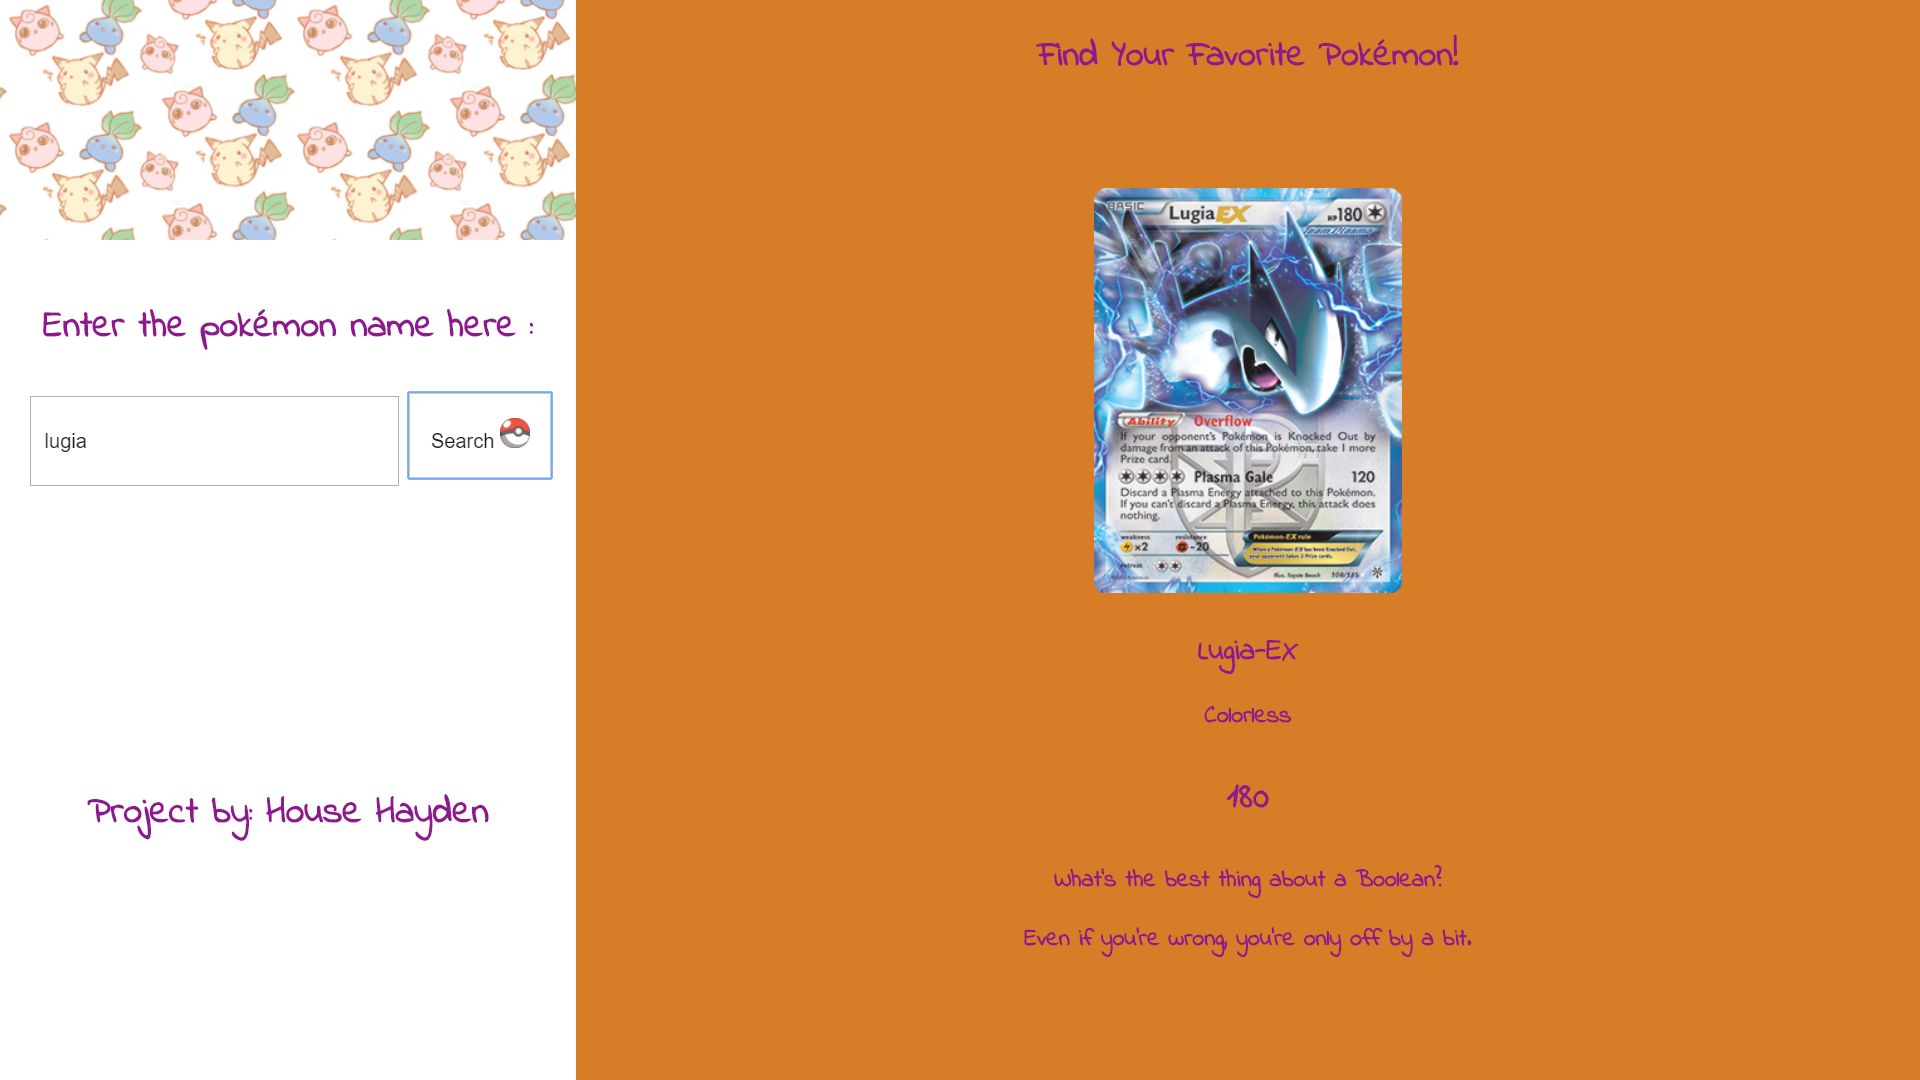 Find Your Favorite Pokémon!
Enter the pokémon name here :
lugia
Search
Project by: House Hayden
BASIC
Lugia EX
HP 180
Team Plasma
Ability Overflow
If your opponent's Pokémon is Knocked Out by
damage from an attack of this Pokémon, take 1 more
Prize card.
Plasma Gale 120
Discard a Plasma Energy attached to this Pokémon.
If you can't discard a Plasma Energy, this attack does
nothing.
weakness resistance
×2 -20
retreat
Pokémon-EX rule
When a Pokémon-EX has been Knocked Out,
your opponent takes 2 Prize cards.
Illus. Toyste Beach 108/135
Lugia-EX
Colorless
180
What's the best thing about a Boolean?
Even if you're wrong, you're only off by a bit.